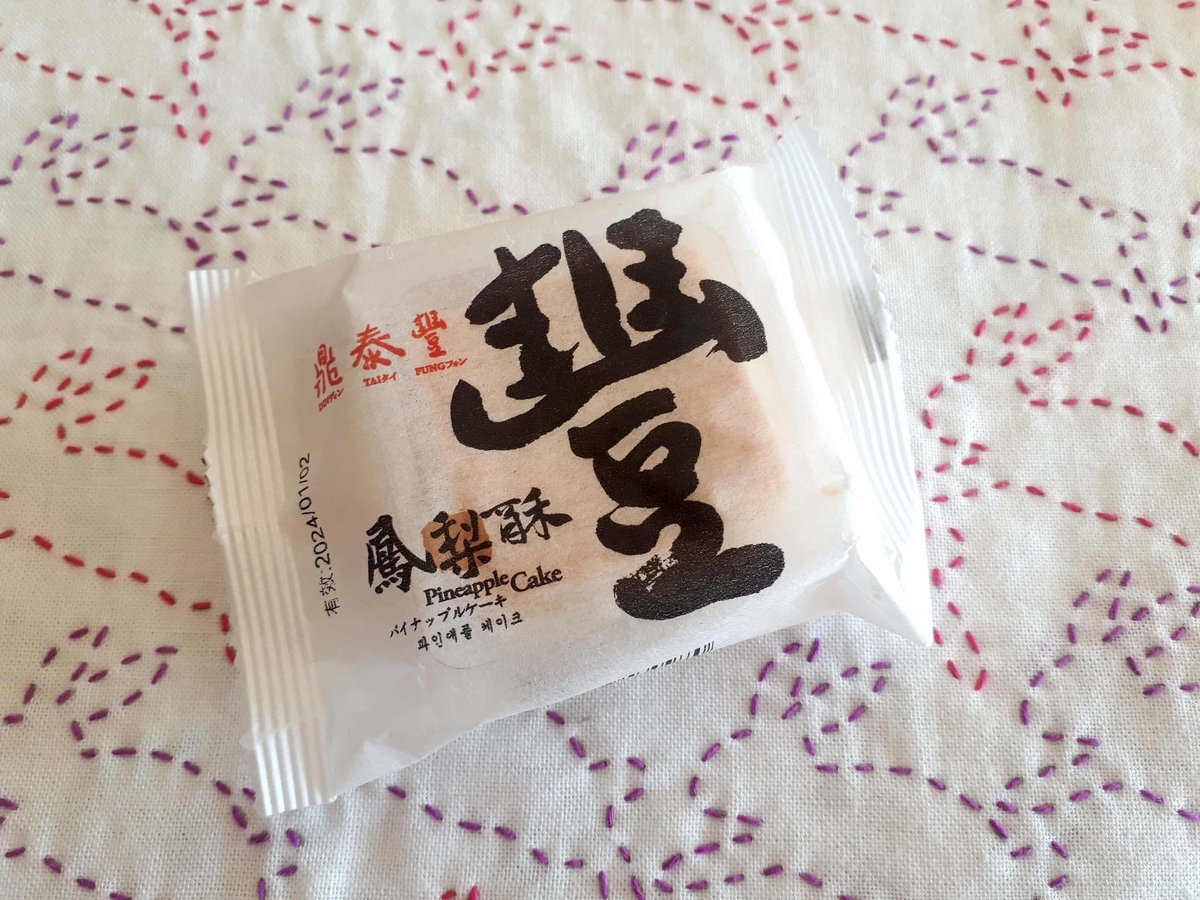 鼎泰豐
DINディン TAIタイ FUNGフォン
豐
鳳梨酥
Pineapple Cake
パイナップルケーキ
파인애플 케이크
有效:2024/01/02